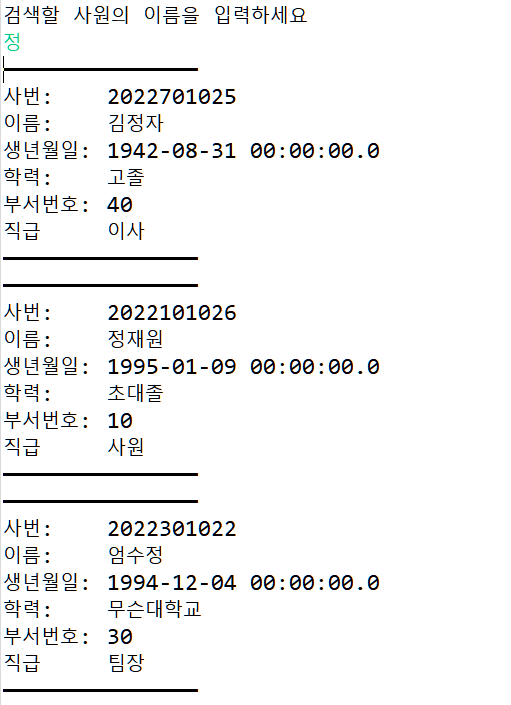 검색할 사원의 이름을 입력하세요
정
사번: 2022701025
이름: 김정자
생년월일: 1942-08-31 00:00:00.0
학력: 고졸
부서번호: 40
직급 이사
사번: 2022101026
이름: 정재원
생년월일: 1995-01-09 00:00:00.0
학력: 초대졸
부서번호: 10
직급 사원
사번: 2022301022
이름: 엄수정
생년월일: 1994-12-04 00:00:00.0
학력: 무슨대학교
부서번호: 30
직급 팀장